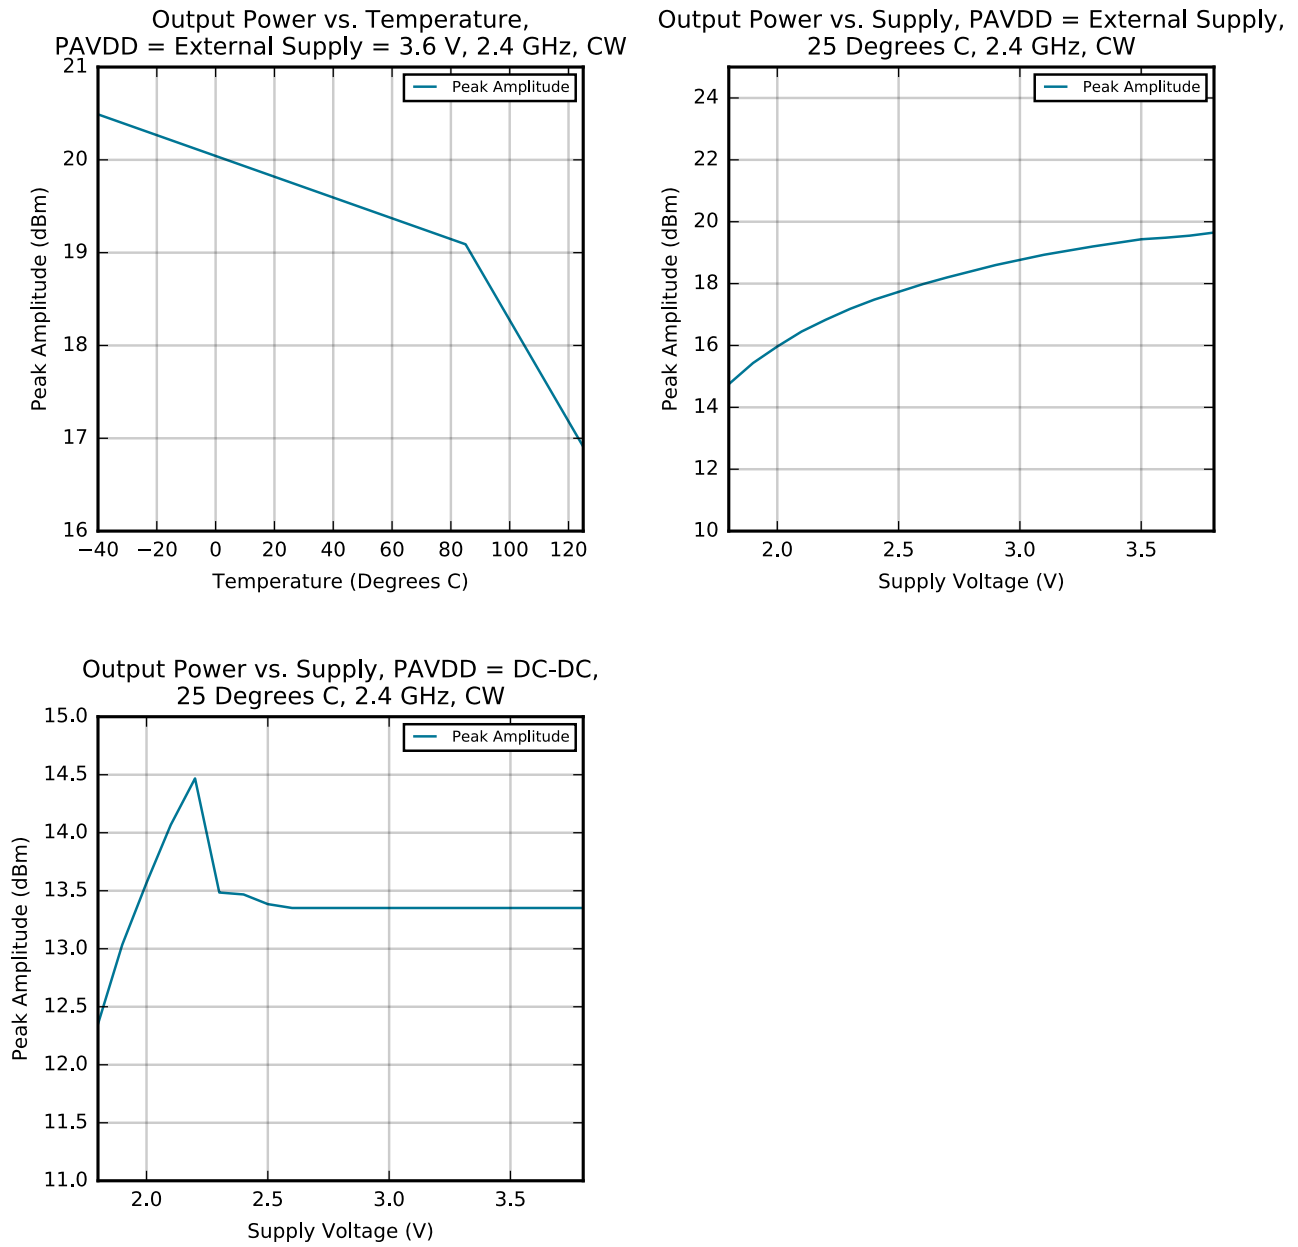 Output Power vs. Temperature,
PAVDD = External Supply = 3.6 V, 2.4 GHz, CW
Peak Amplitude
21
20
19
18
17
16
Peak Amplitude (dBm)
−40
−20
0
20
40
60
80
100
120
Temperature (Degrees C)
Output Power vs. Supply, PAVDD = External Supply,
25 Degrees C, 2.4 GHz, CW
Peak Amplitude
24
22
20
18
16
14
12
10
Peak Amplitude (dBm)
2.0
2.5
3.0
3.5
Supply Voltage (V)
Output Power vs. Supply, PAVDD = DC-DC,
25 Degrees C, 2.4 GHz, CW
Peak Amplitude
15.0
14.5
14.0
13.5
13.0
12.5
12.0
11.5
11.0
Peak Amplitude (dBm)
2.0
2.5
3.0
3.5
Supply Voltage (V)